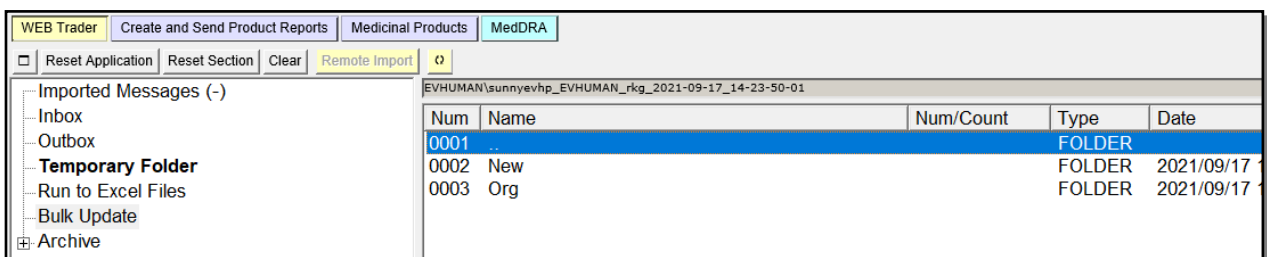 WEB Trader Create and Send Product Reports Medicinal Products MedDRA
Reset Application Reset Section Clear Remote Import
Imported Messages (-)
Inbox
Outbox
Temporary Folder
Run to Excel Files
Bulk Update
Archive
EVHUMAN\sunnyevhp_EVHUMAN_rkg_2021-09-17_14-23-50-01
Num Name Num/Count Type Date
0001 .. FOLDER
0002 New FOLDER 2021/09/17
0003 Org FOLDER 2021/09/17